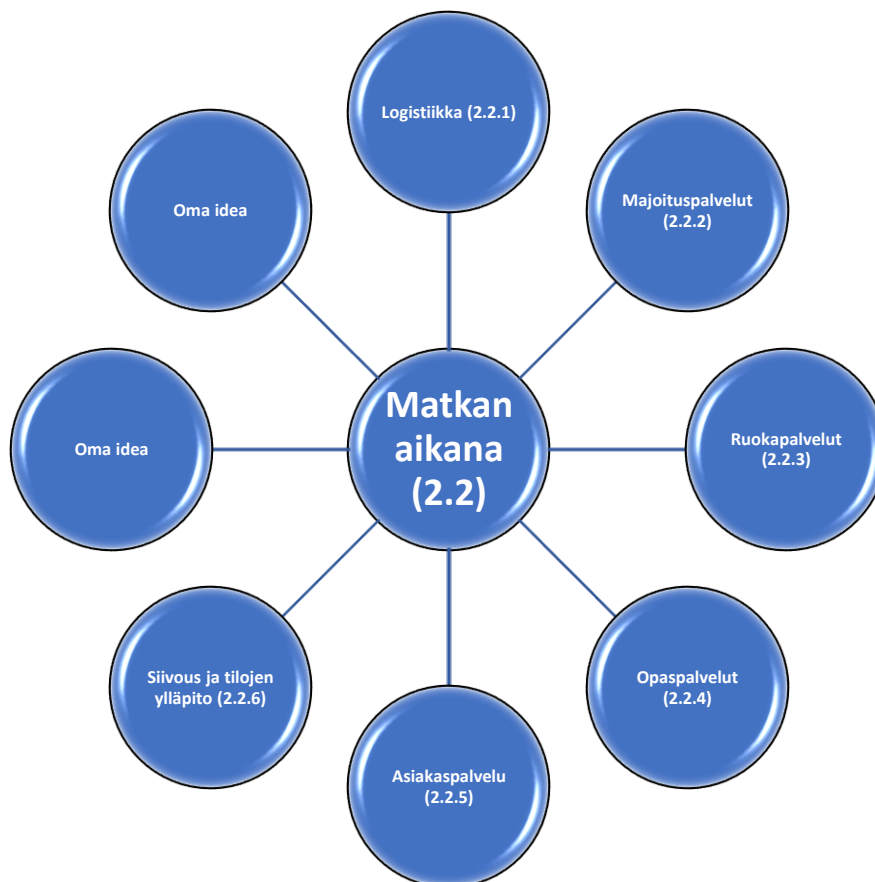 Logistiikka (2.2.1)
Oma idea
Majoituspalvelut
(2.2.2)
Matkan
aikana
(2.2)
Oma idea
Ruokapalvelut
(2.2.3)
Siivous ja tilojen
ylläpito (2.2.6)
Opaspalvelut
(2.2.4)
Asiakaspalvelu
(2.2.5)